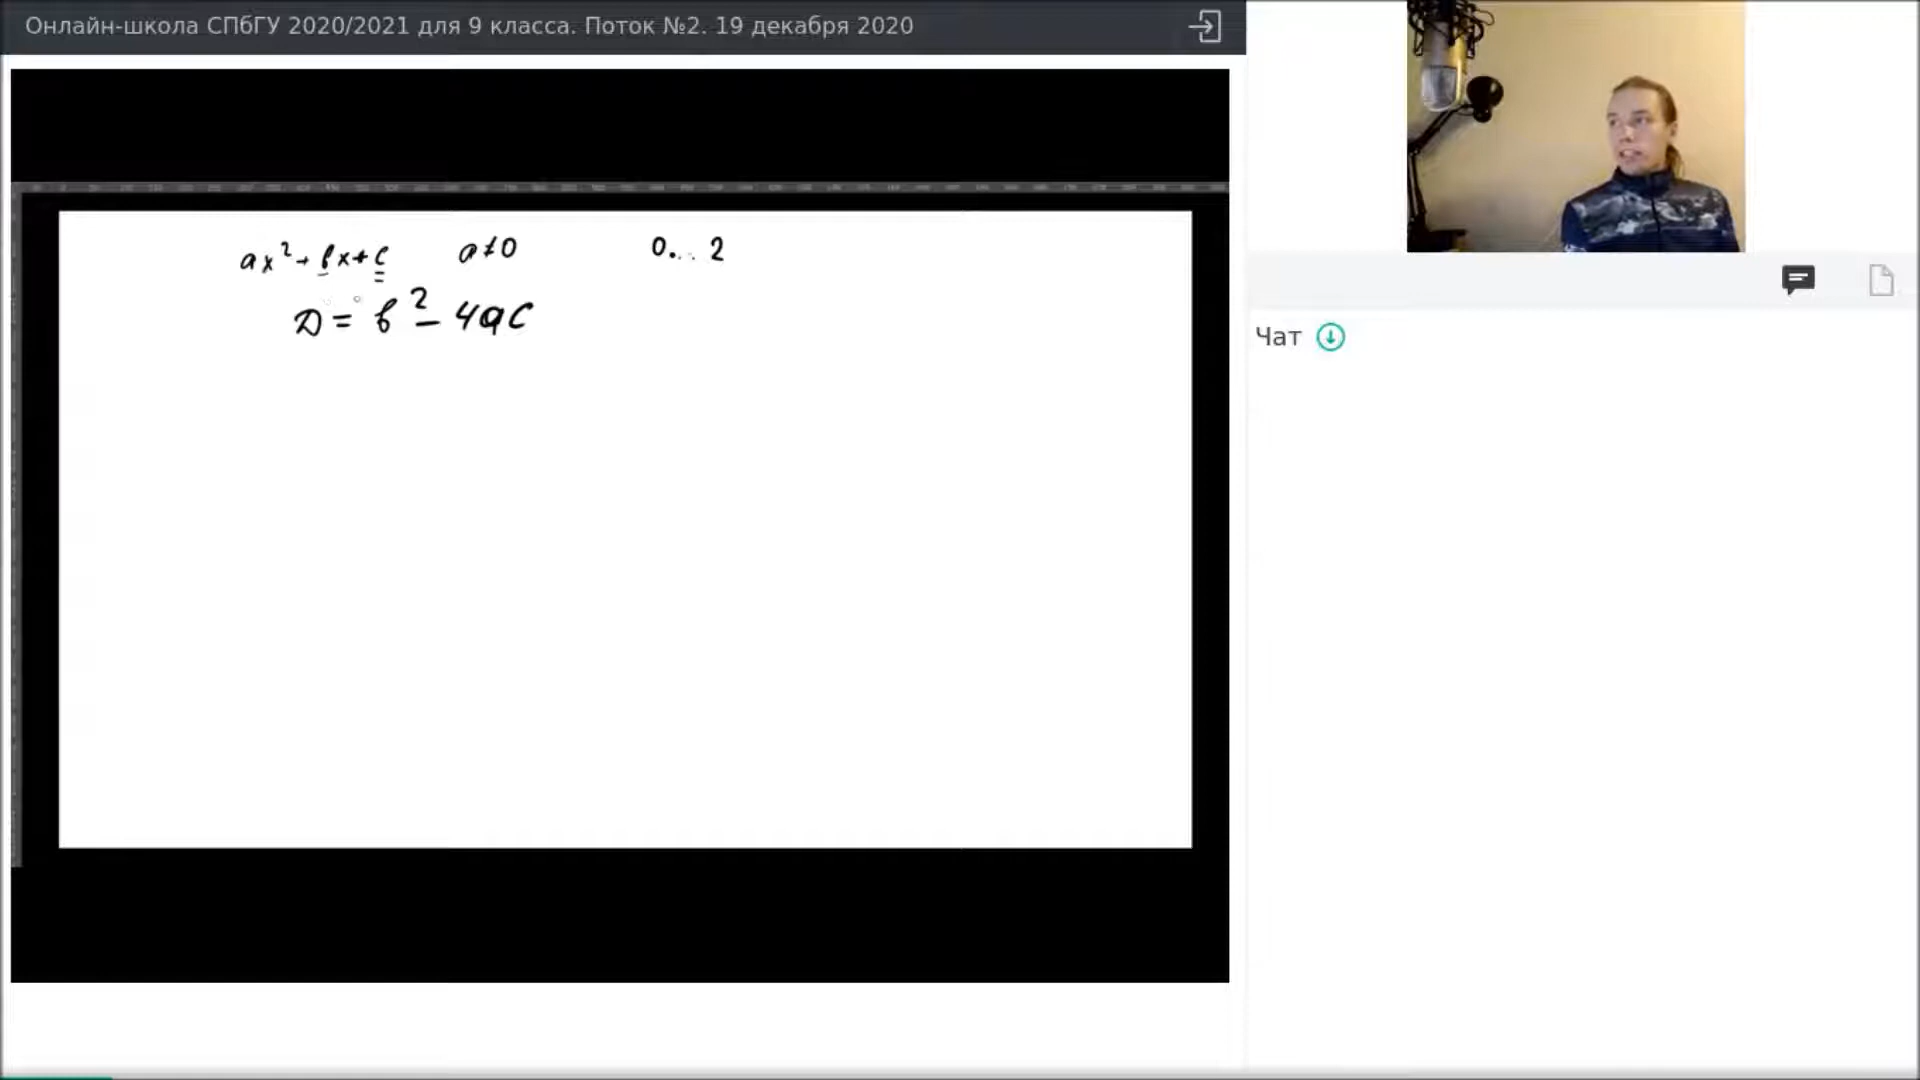 Онлайн-школа СПбГУ 2020/2021 для 9 класса. Поток №2. 19 декабря 2020
ax² + bx + c a≠0 0... 2
D = b² - 4ac
Чат